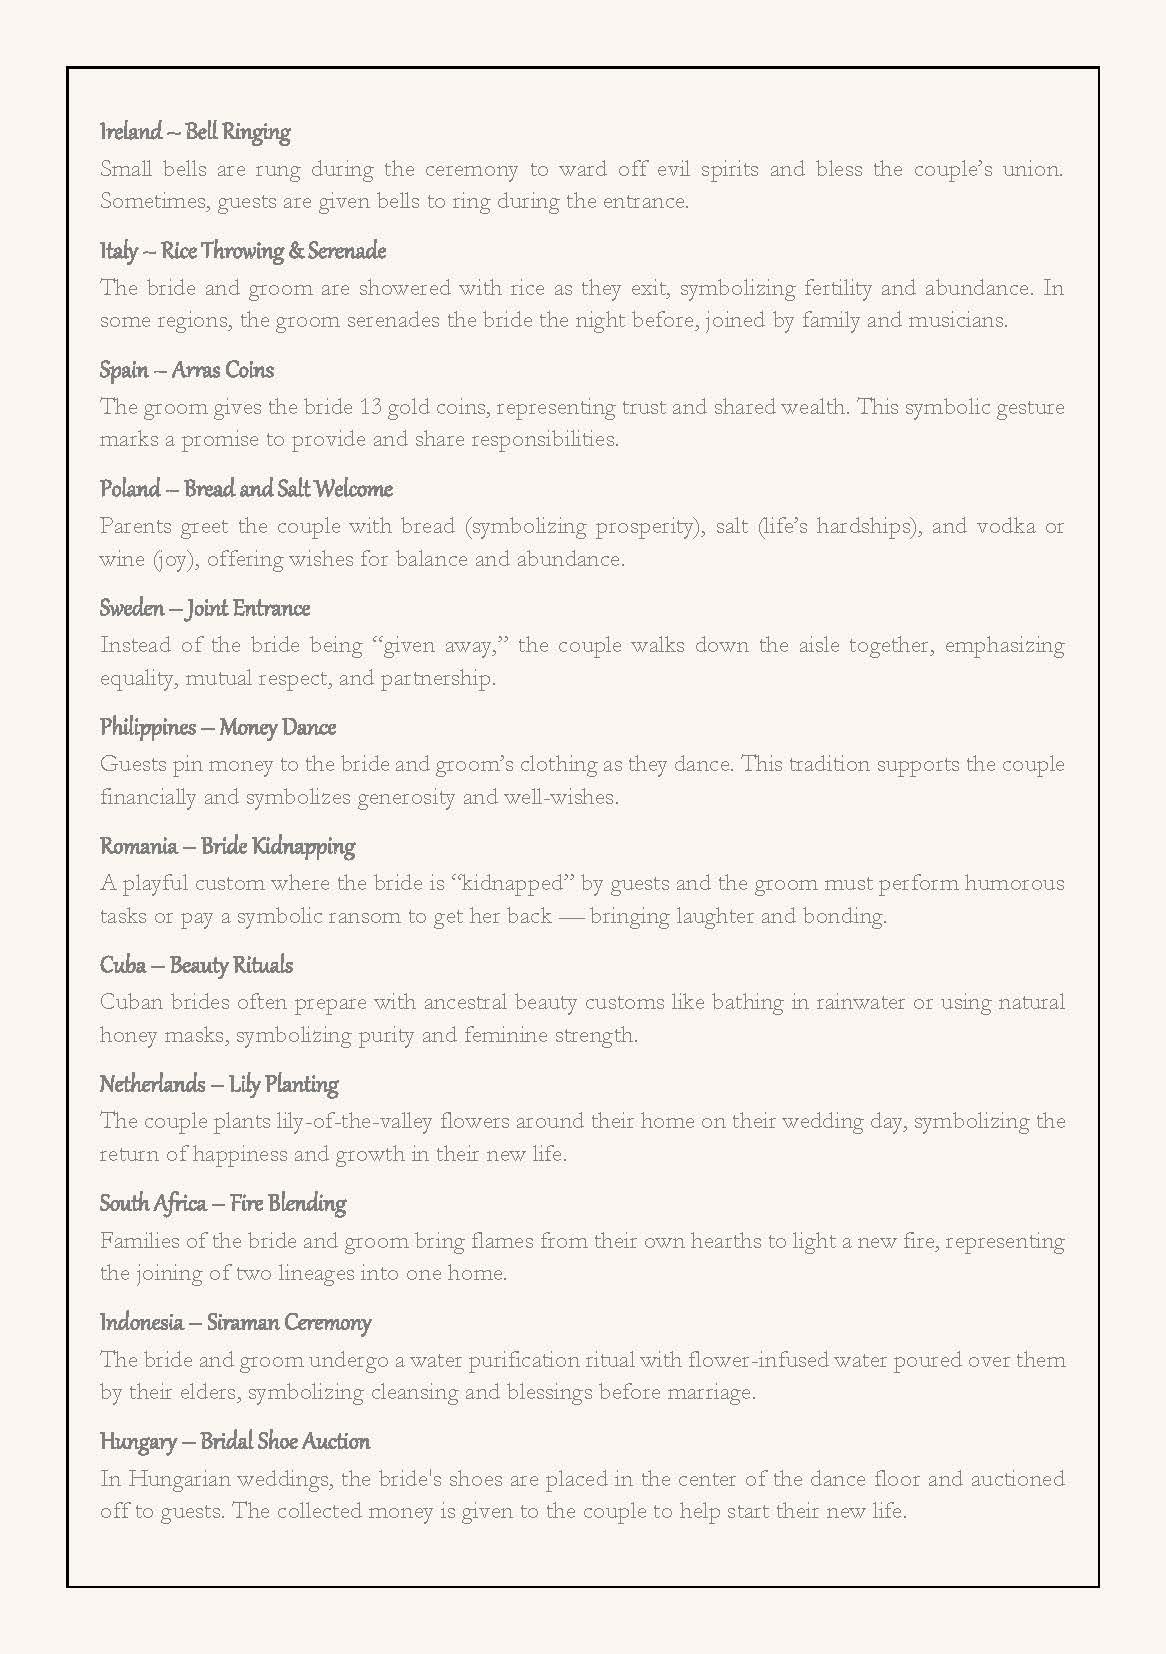 Ireland – Bell Ringing
Small bells are rung during the ceremony to ward off evil spirits and bless the couple’s union.
Sometimes, guests are given bells to ring during the entrance.
Italy – Rice Throwing & Serenade
The bride and groom are showered with rice as they exit, symbolizing fertility and abundance. In
some regions, the groom serenades the bride the night before, joined by family and musicians.
Spain – Arras Coins
The groom gives the bride 13 gold coins, representing trust and shared wealth. This symbolic gesture
marks a promise to provide and share responsibilities.
Poland – Bread and Salt Welcome
Parents greet the couple with bread (symbolizing prosperity), salt (life’s hardships), and vodka or
wine (joy), offering wishes for balance and abundance.
Sweden – Joint Entrance
Instead of the bride being “given away,” the couple walks down the aisle together, emphasizing
equality, mutual respect, and partnership.
Philippines – Money Dance
Guests pin money to the bride and groom’s clothing as they dance. This tradition supports the couple
financially and symbolizes generosity and well-wishes.
Romania – Bride Kidnapping
A playful custom where the bride is “kidnapped” by guests and the groom must perform humorous
tasks or pay a symbolic ransom to get her back — bringing laughter and bonding.
Cuba – Beauty Rituals
Cuban brides often prepare with ancestral beauty customs like bathing in rainwater or using natural
honey masks, symbolizing purity and feminine strength.
Netherlands – Lily Planting
The couple plants lily-of-the-valley flowers around their home on their wedding day, symbolizing the
return of happiness and growth in their new life.
South Africa – Fire Blending
Families of the bride and groom bring flames from their own hearths to light a new fire, representing
the joining of two lineages into one home.
Indonesia – Siraman Ceremony
The bride and groom undergo a water purification ritual with flower-infused water poured over them
by their elders, symbolizing cleansing and blessings before marriage.
Hungary – Bridal Shoe Auction
In Hungarian weddings, the bride's shoes are placed in the center of the dance floor and auctioned
off to guests. The collected money is given to the couple to help start their new life.